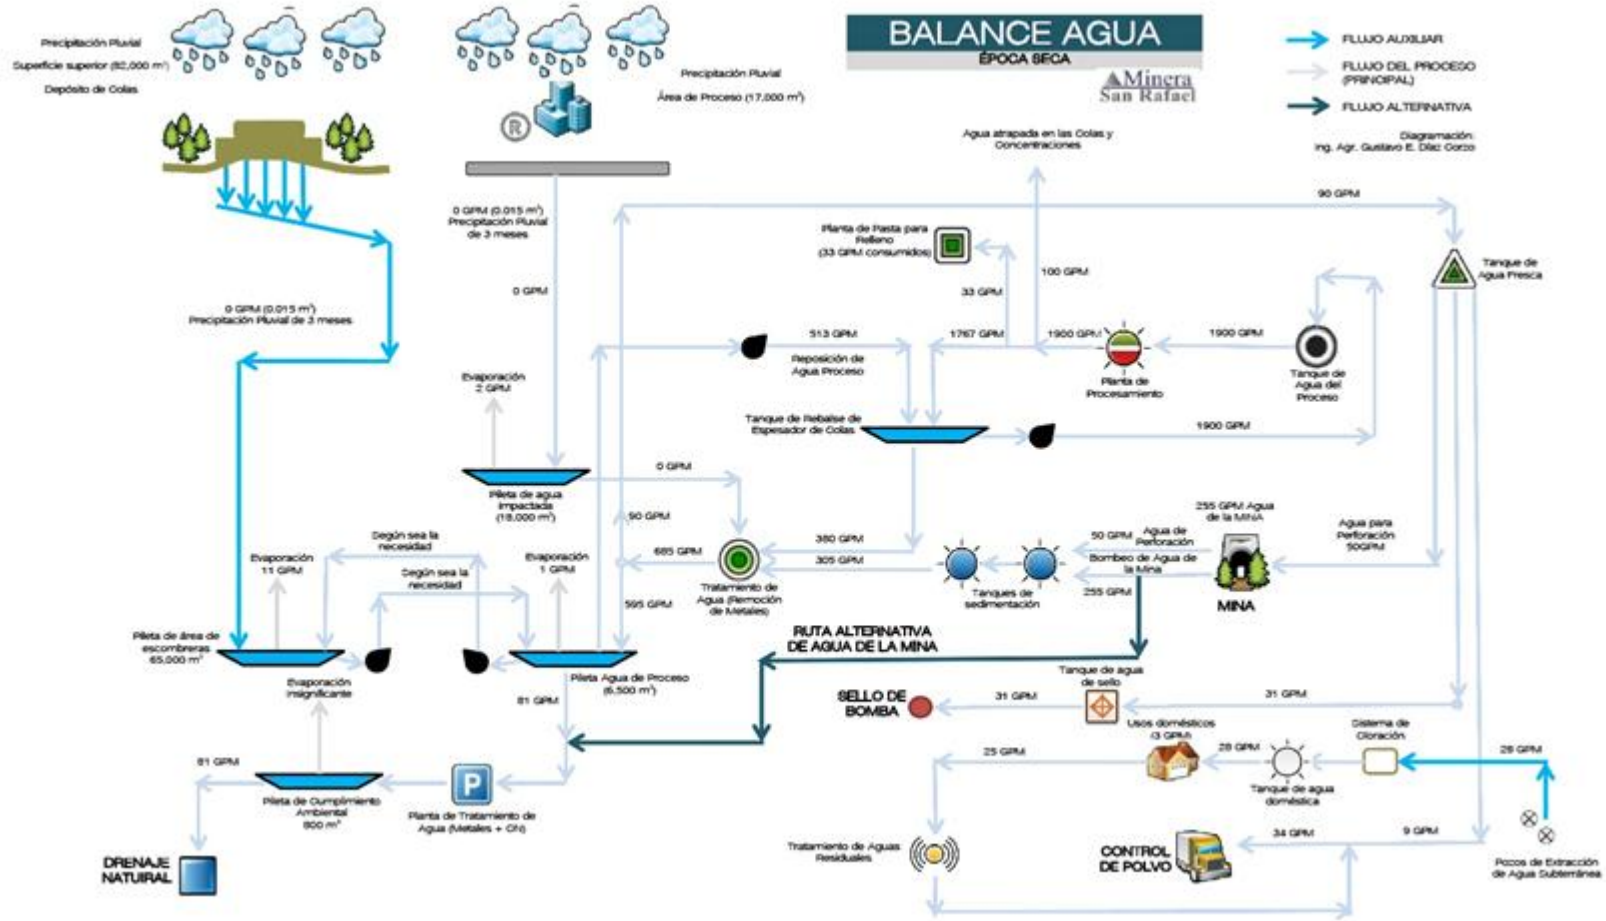 Precipitación Pluvial
Superficie superior (82,000 m²)
Depósito de Colas
Precipitación Pluvial
Área de Proceso (17,000 m²)
BALANCE AGUA
ÉPOCA SECA
Minera
San Rafael
FLUJO AUXILIAR
FLUJO DEL PROCESO
(PRINCIPAL)
FLUJO ALTERNATIVA
Diagramación:
Ing. Agr. Gustavo E. Díaz Corzo
Agua atrapada en las Colas y
Concentraciones
®
0 GPM (0.015 m³)
Precipitación Pluvial
de 3 meses
0 GPM
90 GPM
Planta de Pasta para
Relleno
(33 GPM consumidos)
33 GPM
100 GPM
Tanque de
Agua Fresca
0 GPM (0.015 m³)
Precipitación Pluvial de 3 meses
513 GPM
Reposición de
Agua Proceso
1767 GPM
1900 GPM
Planta de
Procesamiento
1900 GPM
Tanque de
Agua del
Proceso
Evaporación
2 GPM
Tanque de Rebalse de
Espesador de Colas
1900 GPM
0 GPM
Pileta de agua
Impactada
(18,000 m³)
90 GPM
Según sea la
necesidad
Según sea la
necesidad
Evaporación
11 GPM
Evaporación
1 GPM
685 GPM
380 GPM
305 GPM
Tratamiento de
Agua (Remoción
de Metales)
595 GPM
Tanques de
sedimentación
50 GPM
Agua de
Perforación
Bombeo de Agua de
la Mina
255 GPM
255 GPM Agua
de la MINA
MINA
Agua para
Perforación
50GPM
Pileta de área de
escombreras
65,000 m³
Evaporación
Insignificante
Pileta Agua de Proceso
(6,500 m³)
81 GPM
RUTA ALTERNATIVA
DE AGUA DE LA MINA
SELLO DE
BOMBA
31 GPM
Tanque de agua
de sello
31 GPM
81 GPM
Pileta de Cumplimiento
Ambiental
800 m³
P
Planta de Tratamiento de
Agua (Metales + CN)
DRENAJE
NATUIRAL
25 GPM
Usos domésticos
(3 GPM)
28 GPM
Tanque de agua
doméstica
Sistema de
Cloración
28 GPM
Tratamiento de Aguas
Residuales
CONTROL
DE POLVO
34 GPM
9 GPM
Pozos de Extracción
de Agua Subterránea